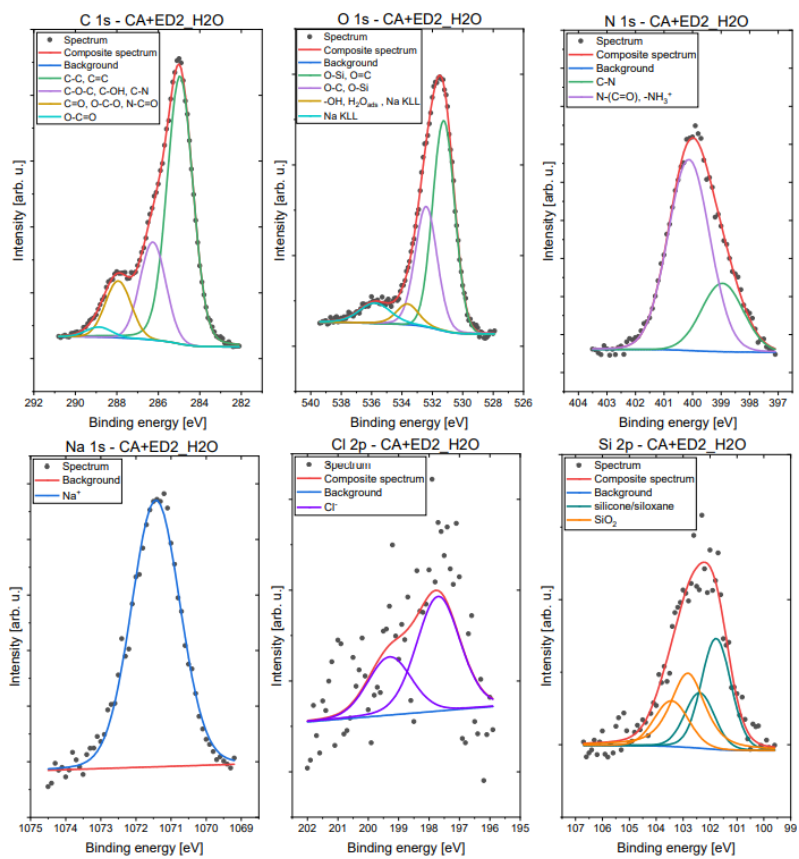 C 1s - CA+ED2_H2O
Spectrum
Composite spectrum
Background
C-C, C=C
C-O-C, C-OH, C-N
C=O, O-C-O, N-C=O
O-C=O
Intensity [arb. u.]
292 290 288 286 284 282
Binding energy [eV]
O 1s - CA+ED2_H2O
Spectrum
Composite spectrum
Background
O-Si, O=C
O-C, O-Si
-OH, H2Oads , Na KLL
Na KLL
Intensity [arb. u.]
540 538 536 534 532 530 528 526
Binding energy [eV]
N 1s - CA+ED2_H2O
Spectrum
Composite spectrum
Background
C-N
N-(C=O), -NH3+
Intensity [arb. u.]
404 403 402 401 400 399 398 397
Binding energy [eV]
Na 1s - CA+ED2_H2O
Spectrum
Background
Na+
Intensity [arb. u.]
1075 1074 1073 1072 1071 1070 1069
Binding energy [eV]
Cl 2p - CA+ED2_H2O
Spectrum
Composite spectrum
Background
Cl-
Intensity [arb. u.]
202 201 200 199 198 197 196 195
Binding energy [eV]
Si 2p - CA+ED2_H2O
Spectrum
Composite spectrum
Background
silicone/siloxane
SiO2
Intensity [arb. u.]
107 106 105 104 103 102 101 100 99
Binding energy [eV]